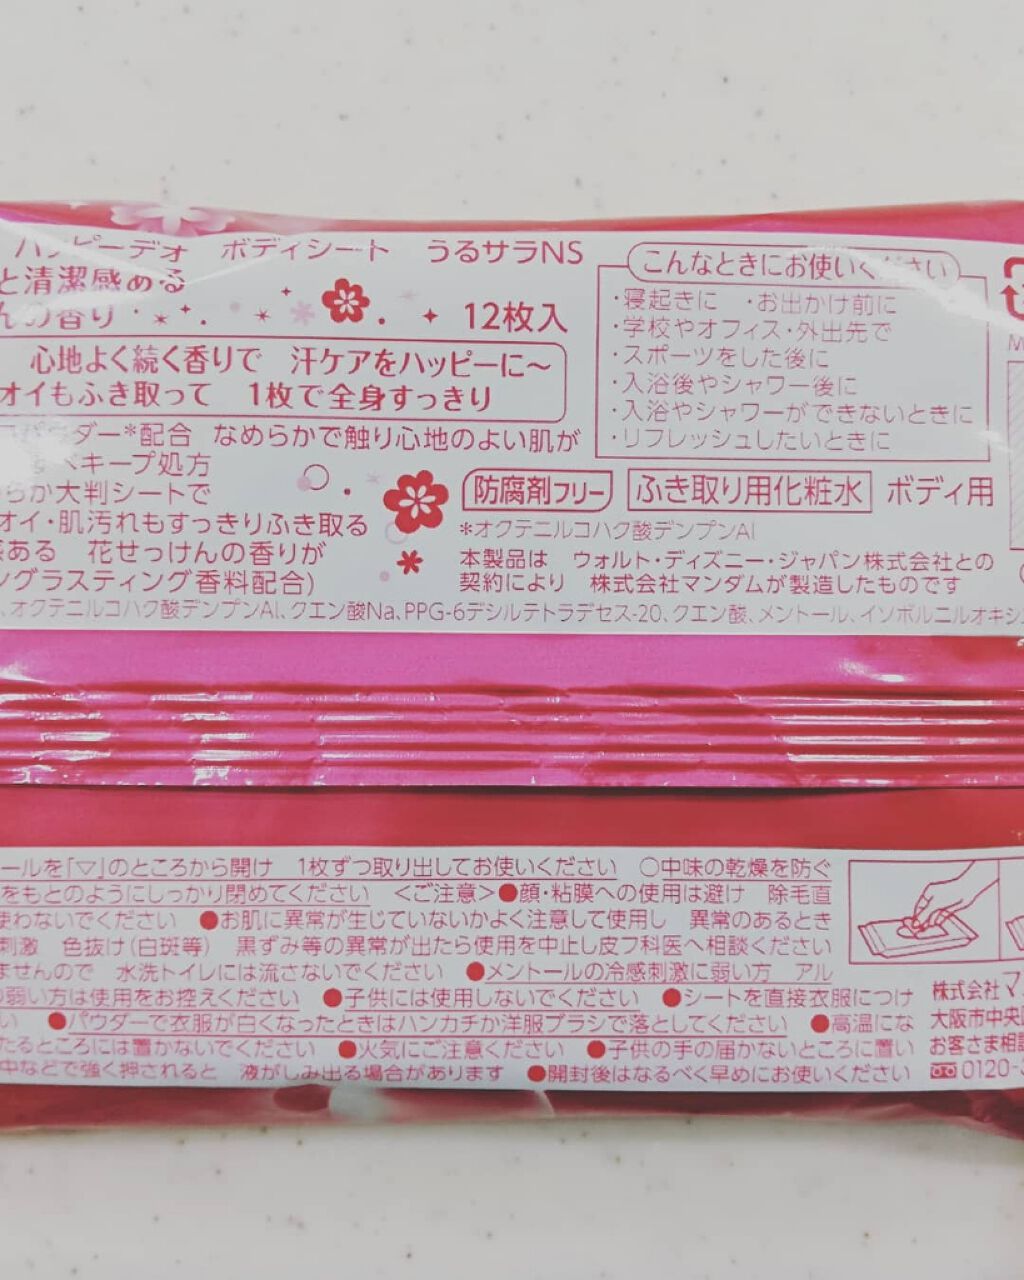 ハッピーデオ ボディシート うるサラNS
と清潔感ある
んの香り
12枚入
心地よく続く香りで 汗ケアをハッピーに〜
オイもふき取って 1枚で全身すっきり
パウダー*配合 なめらかで触り心地のよい肌が
キープ処方
らか大判シートで
オイ・肌汚れもすっきりふき取る
ある 花せっけんの香りが
ングラスティング香料配合)
こんなときにお使いください
・寝起きに ・お出かけ前に
・学校やオフィス・外出先で
・スポーツをした後に
・入浴後やシャワー後に
・入浴やシャワーができないときに
・リフレッシュしたいときに
防腐剤フリー ふき取り用化粧水 ボディ用
*オクテニルコハク酸デンプンAl
本製品は ウォルト・ディズニー・ジャパン株式会社との
契約により 株式会社マンダムが製造したものです
、オクテニルコハク酸デンプンAl、クエン酸Na、PPG-6デシルテトラデセス-20、クエン酸、メントール、イソボルニルオキシ
ールを「▽」のところから開け 1枚ずつ取り出してお使いください ○中味の乾燥を防ぐ
をもとのようにしっかり閉めてください <ご注意>●顔・粘膜への使用は避け 除毛直
使わないでください ●お肌に異常が生じていないかよく注意して使用し 異常のあるとき
刺激 色抜け(白斑等) 黒ずみ等の異常が出たら使用を中止し皮フ科医へ相談ください
ませんので 水洗トイレには流さないでください ●メントールの冷感刺激に弱い方 アル
の弱い方は使用をお控えください ●子供には使用しないでください ●シートを直接衣服につけ
い ●パウダーで衣服が白くなったときはハンカチか洋服ブラシで落としてください ●高温にな
たるところには置かないでください ●火気にご注意ください ●子供の手の届かないところに置い
中などで強く押されると 液がしみ出る場合があります ●開封後はなるべく早めにお使いください
株式会社マ
大阪市中央
お客さま相
0120-